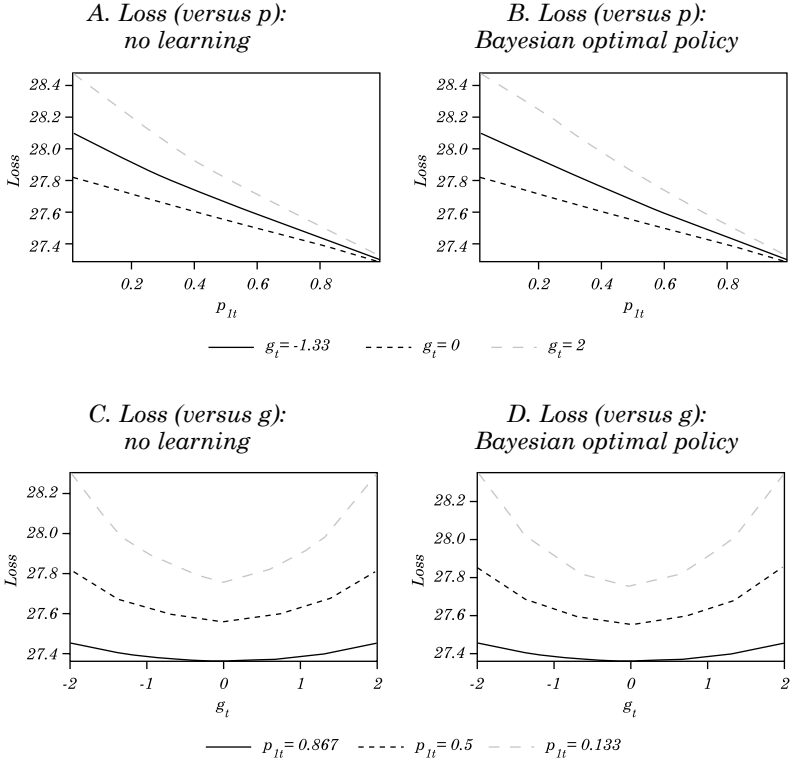 A. Loss (versus p):
no learning
B. Loss (versus p):
Bayesian optimal policy
Loss
28.4
28.2
28.0
27.8
27.6
27.4
0.2 0.4 0.6 0.8
p1t
Loss
28.4
28.2
28.0
27.8
27.6
27.4
0.2 0.4 0.6 0.8
p1t
gt= -1.33 gt= 0 gt= 2
C. Loss (versus g):
no learning
D. Loss (versus g):
Bayesian optimal policy
Loss
28.2
28.0
27.8
27.6
27.4
-2 -1 0 1 2
gt
Loss
28.2
28.0
27.8
27.6
27.4
-2 -1 0 1 2
gt
p1t= 0.867 p1t= 0.5 p1t= 0.133